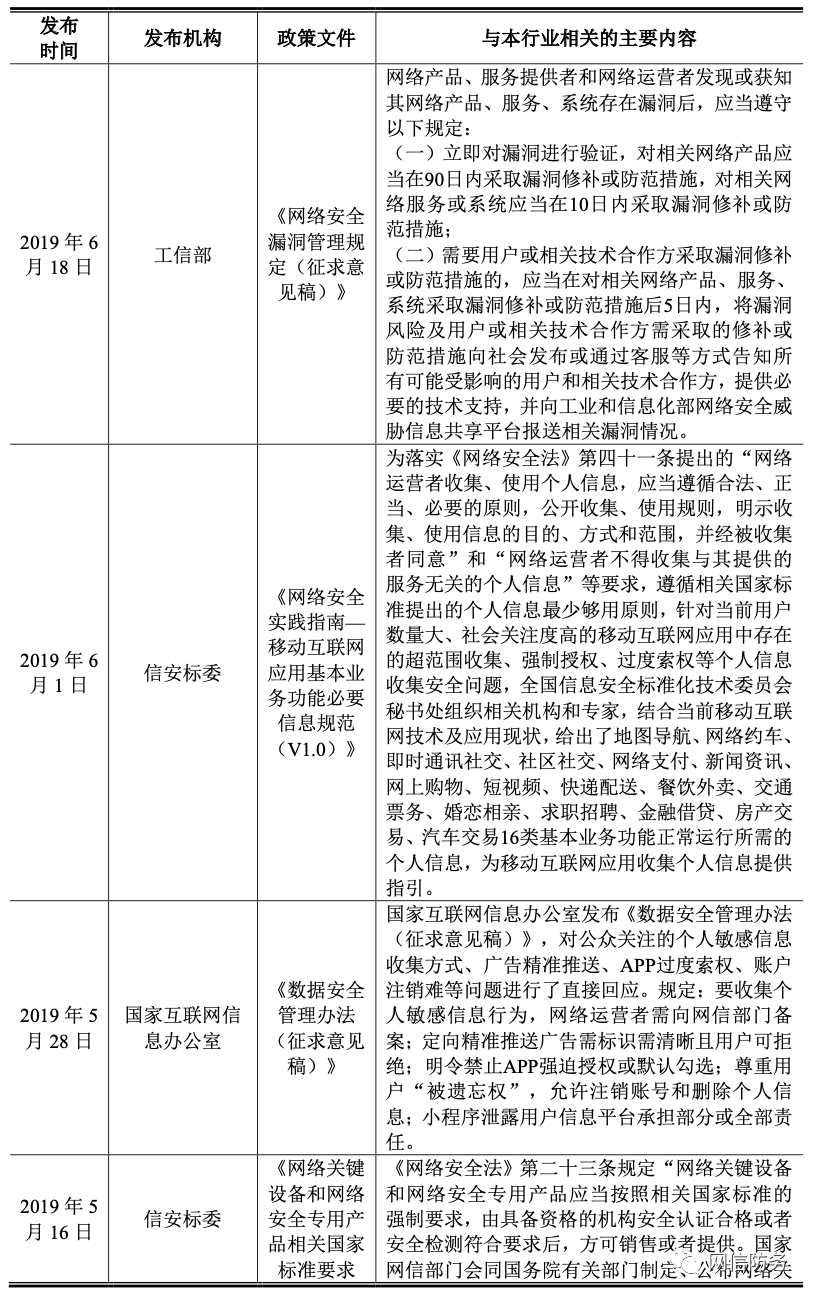 发布
时间
发布机构
政策文件
与本行业相关的主要内容
2019 年 6
月 18 日
工信部
《网络安全
漏洞管理规
定（征求意
见稿）》
网络产品、服务提供者和网络运营者发现或获知
其网络产品、服务、系统存在漏洞后，应当遵守
以下规定：
（一）立即对漏洞进行验证，对相关网络产品应
当在90日内采取漏洞修补或防范措施，对相关网
络服务或系统应当在10日内采取漏洞修补或防
范措施；
（二）需要用户或相关技术合作方采取漏洞修补
或防范措施的，应当在对相关网络产品、服务、
系统采取漏洞修补或防范措施后5日内，将漏洞
风险及用户或相关技术合作方需采取的修补或
防范措施向社会发布或通过客服等方式告知所
有可能受影响的用户和相关技术合作方，提供必
要的技术支持，并向工业和信息化部网络安全威
胁信息共享平台报送相关漏洞情况。
2019 年 6
月 1 日
信安标委
《网络安全
实践指南—
移动互联网
应用基本业
务功能必要
信息规范
（V1.0）》
为落实《网络安全法》第四十一条提出的“网络
运营者收集、使用个人信息，应当遵循合法、正
当、必要的原则，公开收集、使用规则，明示收
集、使用信息的目的、方式和范围，并经被收集
者同意”和“网络运营者不得收集与其提供的
服务无关的个人信息”等要求，遵循相关国家标
准提出的个人信息最少够用原则，针对当前用户
数量大、社会关注度高的移动互联网应用中存在
的超范围收集、强制授权、过度索权等个人信息
收集安全问题，全国信息安全标准化技术委员会
秘书处组织相关机构和专家，结合当前移动互联
网技术及应用现状，给出了地图导航、网络约车、
即时通讯社交、社区社交、网络支付、新闻资讯、
网上购物、短视频、快递配送、餐饮外卖、交通
票务、婚恋相亲、求职招聘、金融借贷、房产交
易、汽车交易16类基本业务功能正常运行所需的
个人信息，为移动互联网应用收集个人信息提供
指引。
2019 年 5
月 28 日
国家互联网信
息办公室
《数据安全
管理办法
（征求意见
稿）》
国家互联网信息办公室发布《数据安全管理办法
（征求意见稿）》，对公众关注的个人敏感信息
收集方式、广告精准推送、APP过度索权、账户
注销难等问题进行了直接回应。规定：要收集个
人敏感信息行为，网络运营者需向网信部门备
案；定向精准推送广告需标识需清晰且用户可拒
绝；明令禁止APP强迫授权或默认勾选；尊重用
户“被遗忘权”，允许注销账号和删除个人信
息；小程序泄露用户信息平台承担部分或全部责
任。
2019 年 5
月 16 日
信安标委
《网络关键
设备和网络
安全专用产
品相关国家
标准要求
《网络安全法》第二十三条规定“网络关键设备
和网络安全专用产品应当按照相关国家标准的
强制要求，由具备资格的机构安全认证合格或者
安全检测符合要求后，方可销售或者提供。国家
网信部门会同国务院有关部门制定、公布网络关
网信防务